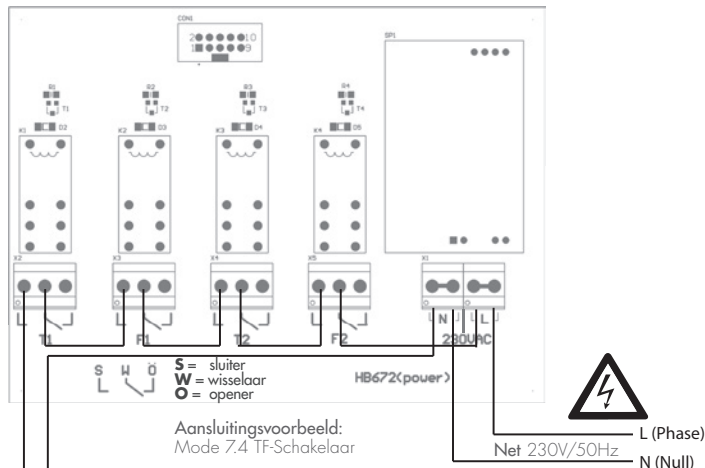 CON1
2 10
1 9
SP1
R1 R2 R3 R4
T1 T2 T3 T4
D2 D3 D4 D5
K1 K2 K3 K4
X2 X3 X4 X5 X1
T1 F1 T2 F2 N L
230VAC
S W Ö
S = sluiter
W = wisselaar
O = opener
HB672(power)
Aansluitingsvoorbeeld:
Mode 7.4 TF-Schakelaar
Net 230V/50Hz
L (Phase)
N (Null)